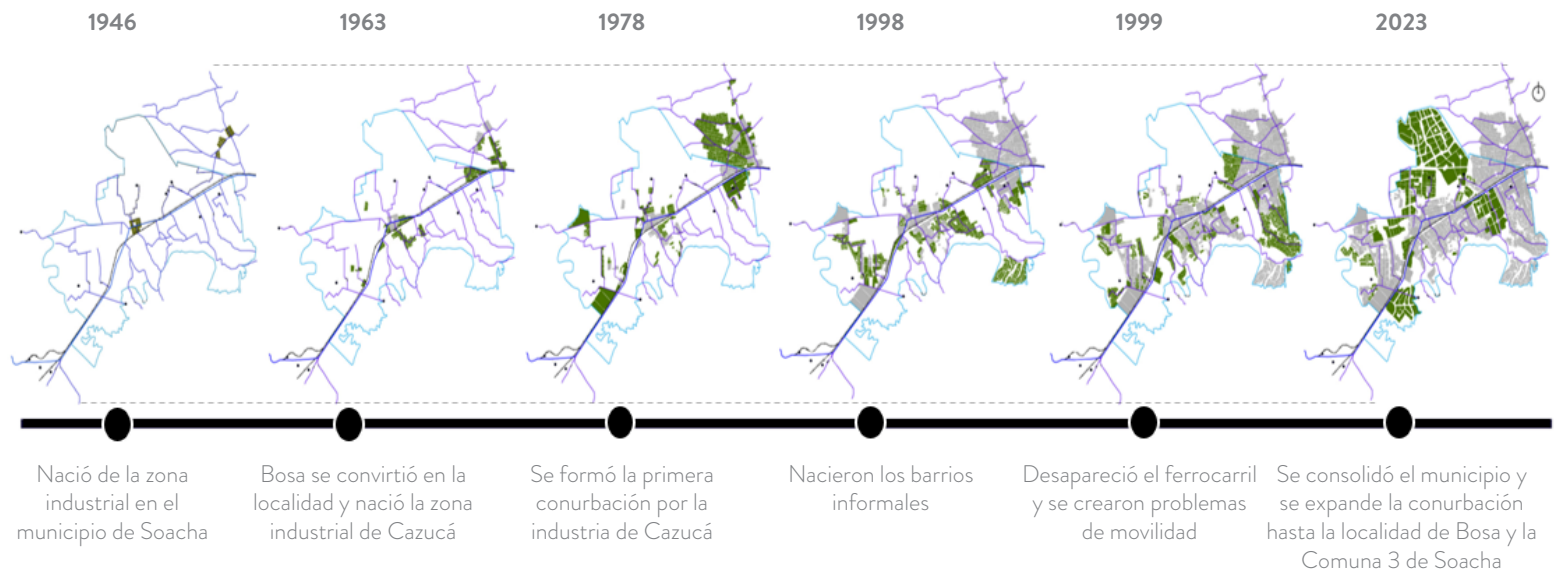 1946
1963
1978
1998
1999
2023
Nació de la zona
industrial en el
municipio de Soacha
Bosa se convirtió en la
localidad y nació la zona
industrial de Cazucá
Se formó la primera
conurbación por la
industria de Cazucá
Nacieron los barrios
informales
Desapareció el ferrocarril
y se crearon problemas
de movilidad
Se consolidó el municipio y
se expande la conurbación
hasta la localidad de Bosa y la
Comuna 3 de Soacha